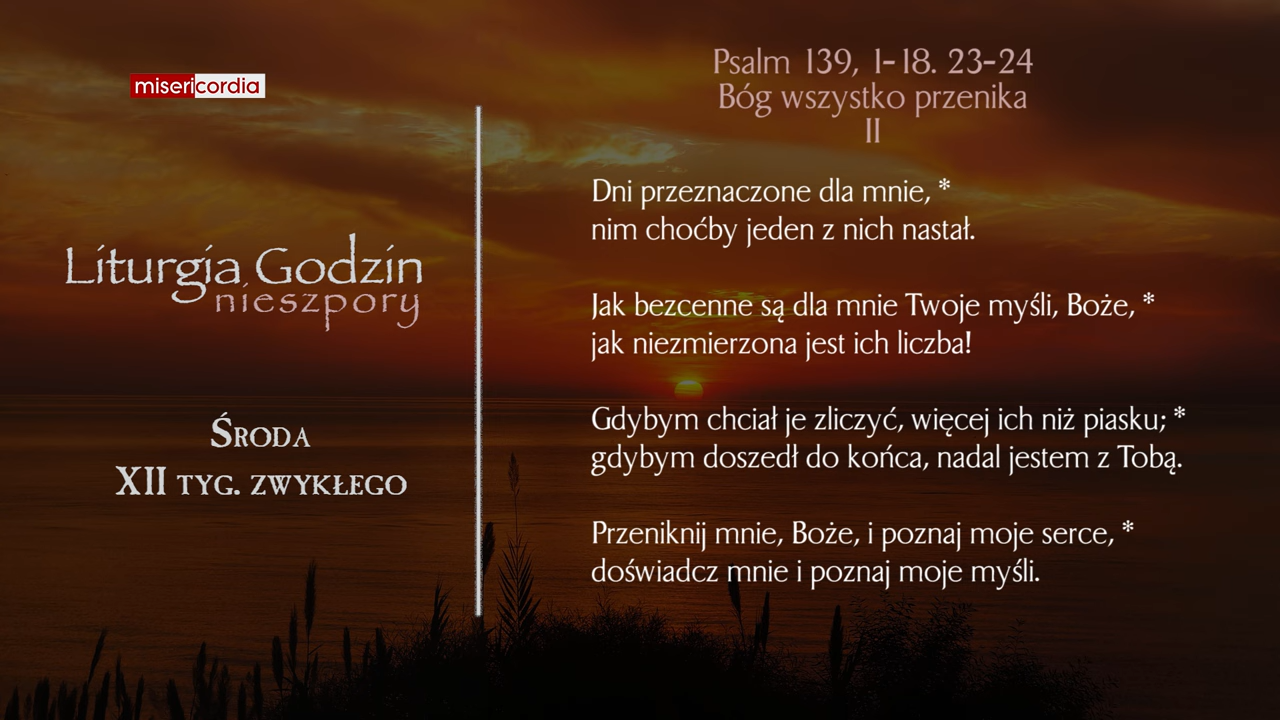 misericordia
Liturgia Godzin
nieszpory
Środa
XII tyg. zwykłego
Psalm 139, 1-18. 23-24
Bóg wszystko przenika
II
Dni przeznaczone dla mnie, *
nim choćby jeden z nich nastał.
Jak bezcenne są dla mnie Twoje myśli, Boże, *
jak niezmierzona jest ich liczba!
Gdybym chciał je zliczyć, więcej ich niż piasku; *
gdybym doszedł do końca, nadal jestem z Tobą.
Przeniknij mnie, Boże, i poznaj moje serce, *
doświadcz mnie i poznaj moje myśli.